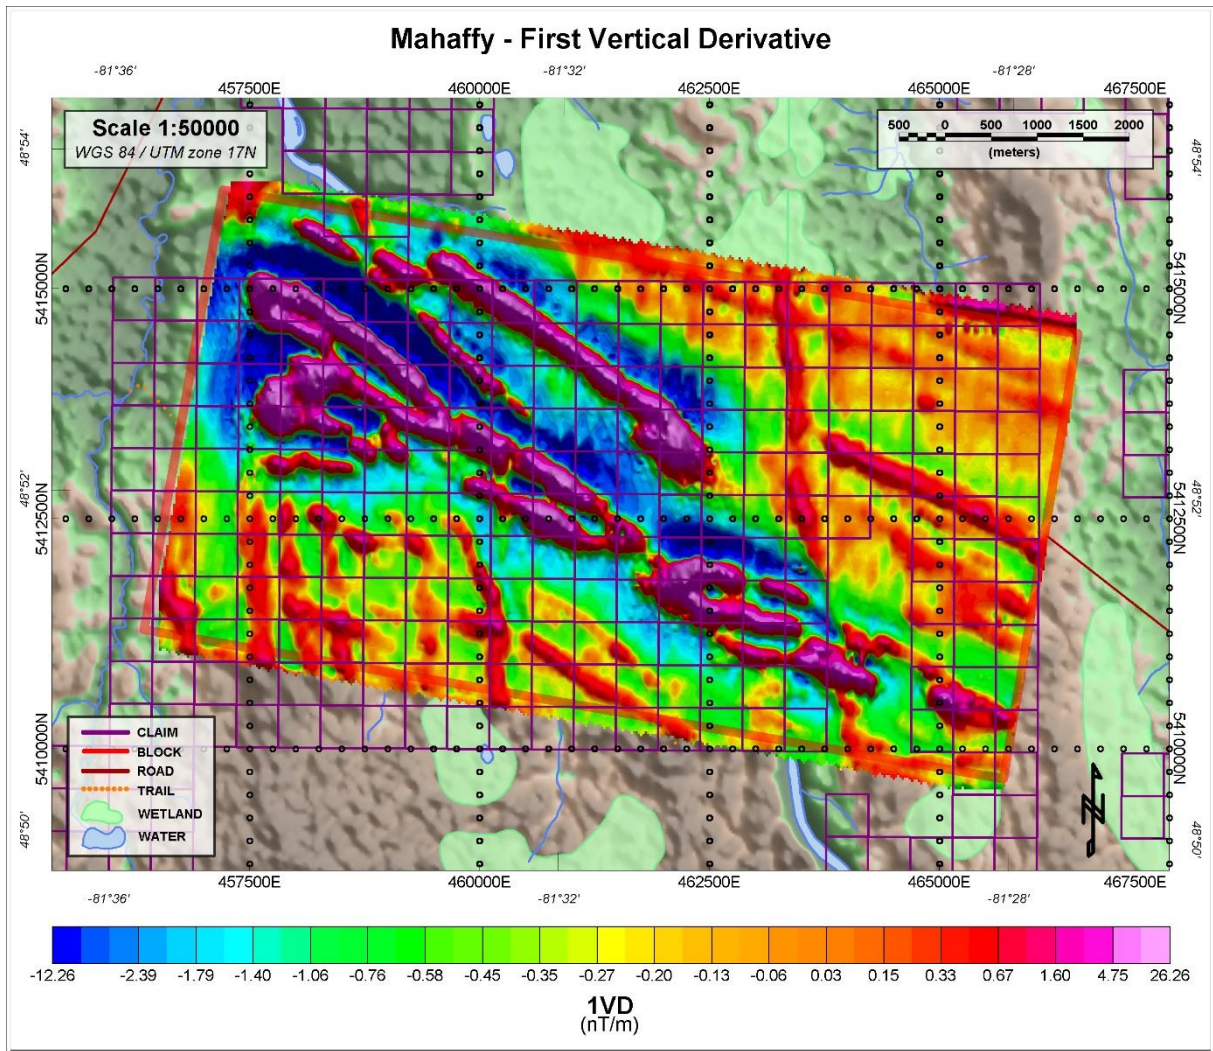 Mahaffy - First Vertical Derivative
-81°36' -81°32' -81°28'
457500E 460000E 462500E 465000E 467500E
Scale 1:50000
WGS 84 / UTM zone 17N
500 0 500 1000 1500 2000
(meters)
48°54' 48°54'
5415000N 5415000N
48°52' 48°52'
5412500N 5412500N
5410000N 5410000N
48°50' 48°50'
CLAIM
BLOCK
ROAD
TRAIL
WETLAND
WATER
N
457500E 460000E 462500E 465000E 467500E
-81°36' -81°32' -81°28'
-12.26 -2.39 -1.79 -1.40 -1.06 -0.76 -0.58 -0.45 -0.35 -0.27 -0.20 -0.13 -0.06 0.03 0.15 0.33 0.67 1.60 4.75 26.26
1VD
(nT/m)